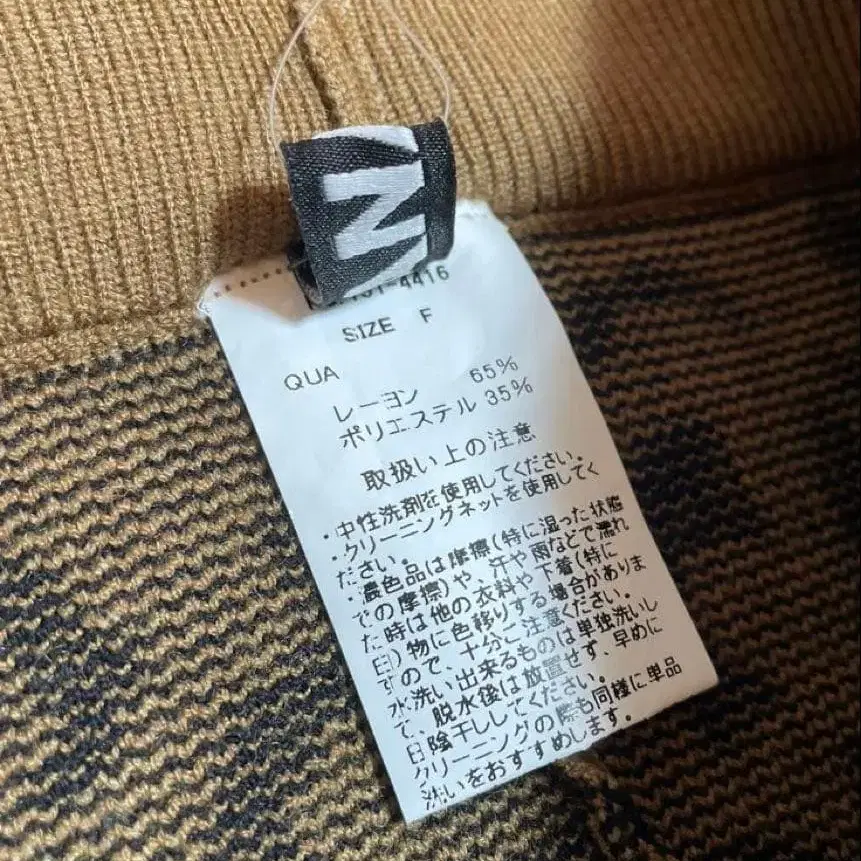 4416
SIZE F
QUA
レーヨン 65%
ポリエステル 35%
取扱い上の注意
・中性洗剤を使用してください。
・クリーニングネットを使用してく
ださい。
・濃色品は摩擦(特に湿った状態
での摩擦)や、汗や雨などで濡れ
た時は他の衣料や下着(特に
白)物に色移りする場合がありま
すので、十分ご注意ください。
水洗い出来るものは単独洗いし
て、脱水後は放置せず、早めに
日陰干ししてください。
クリーニングの際も同様に単品
洗いをおすすめします。